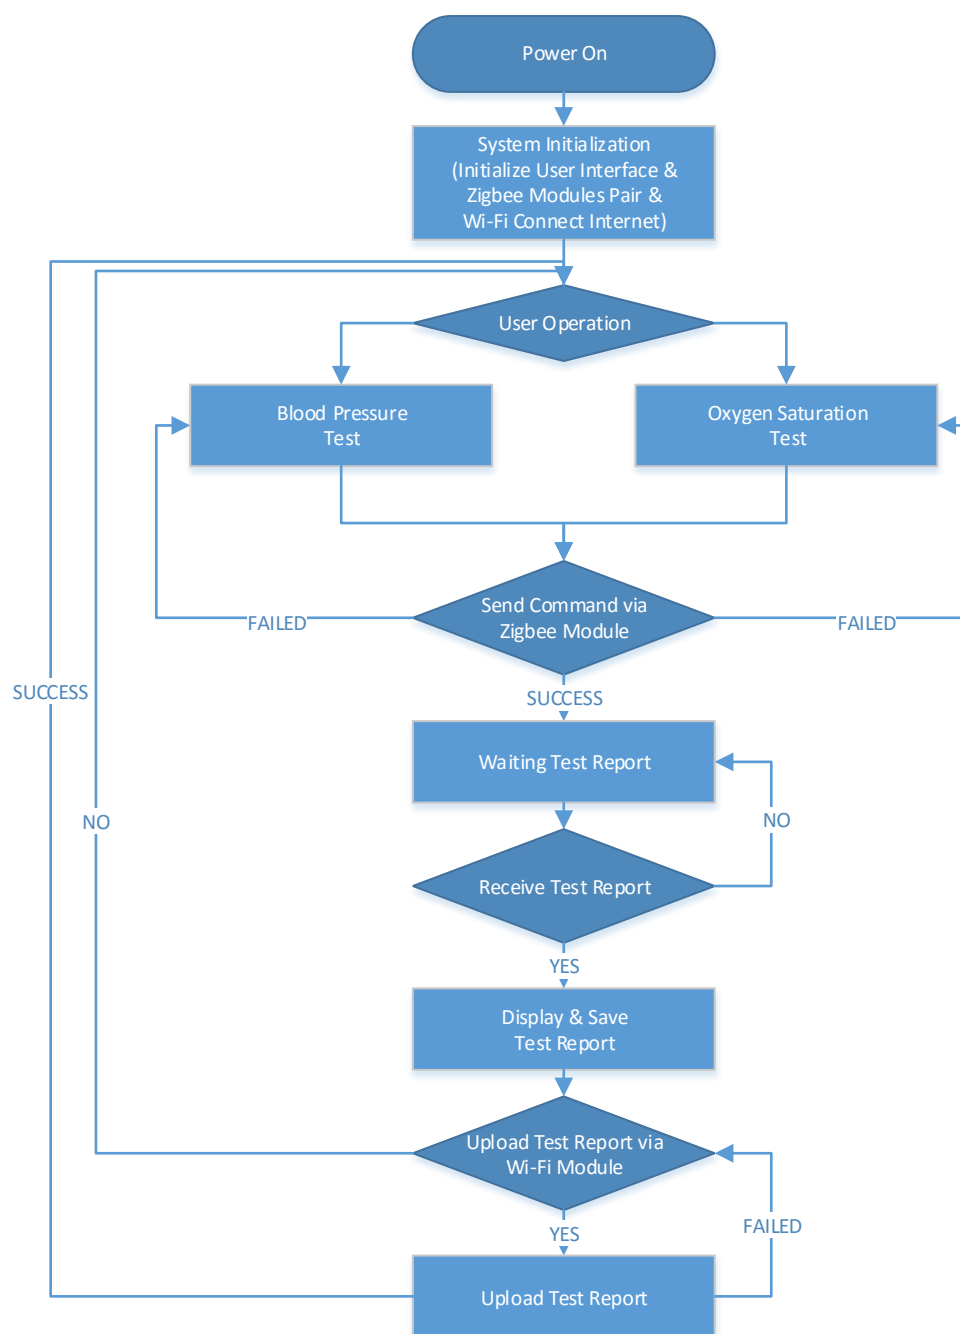 Power On
System Initialization
(Initialize User Interface &
Zigbee Modules Pair &
Wi-Fi Connect Internet)
User Operation
Blood Pressure
Test
Oxygen Saturation
Test
Send Command via
Zigbee Module
FAILED
FAILED
SUCCESS
SUCCESS
Waiting Test Report
NO
NO
Receive Test Report
YES
Display & Save
Test Report
Upload Test Report via
Wi-Fi Module
YES
FAILED
Upload Test Report